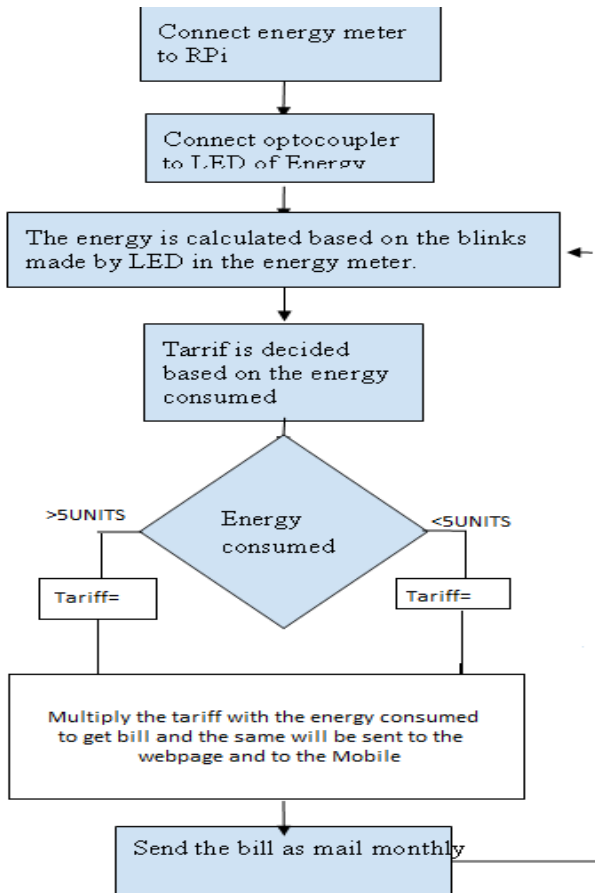 Connect energy meter
to RPi
Connect optocoupler
to LED of Energy
The energy is calculated based on the blinks
made by LED in the energy meter.
Tarrif is decided
based on the energy
consumed
>5UNITS
Energy
consumed
<5UNITS
Tariff=
Tariff=
Multiply the tariff with the energy consumed
to get bill and the same will be sent to the
webpage and to the Mobile
Send the bill as mail monthly